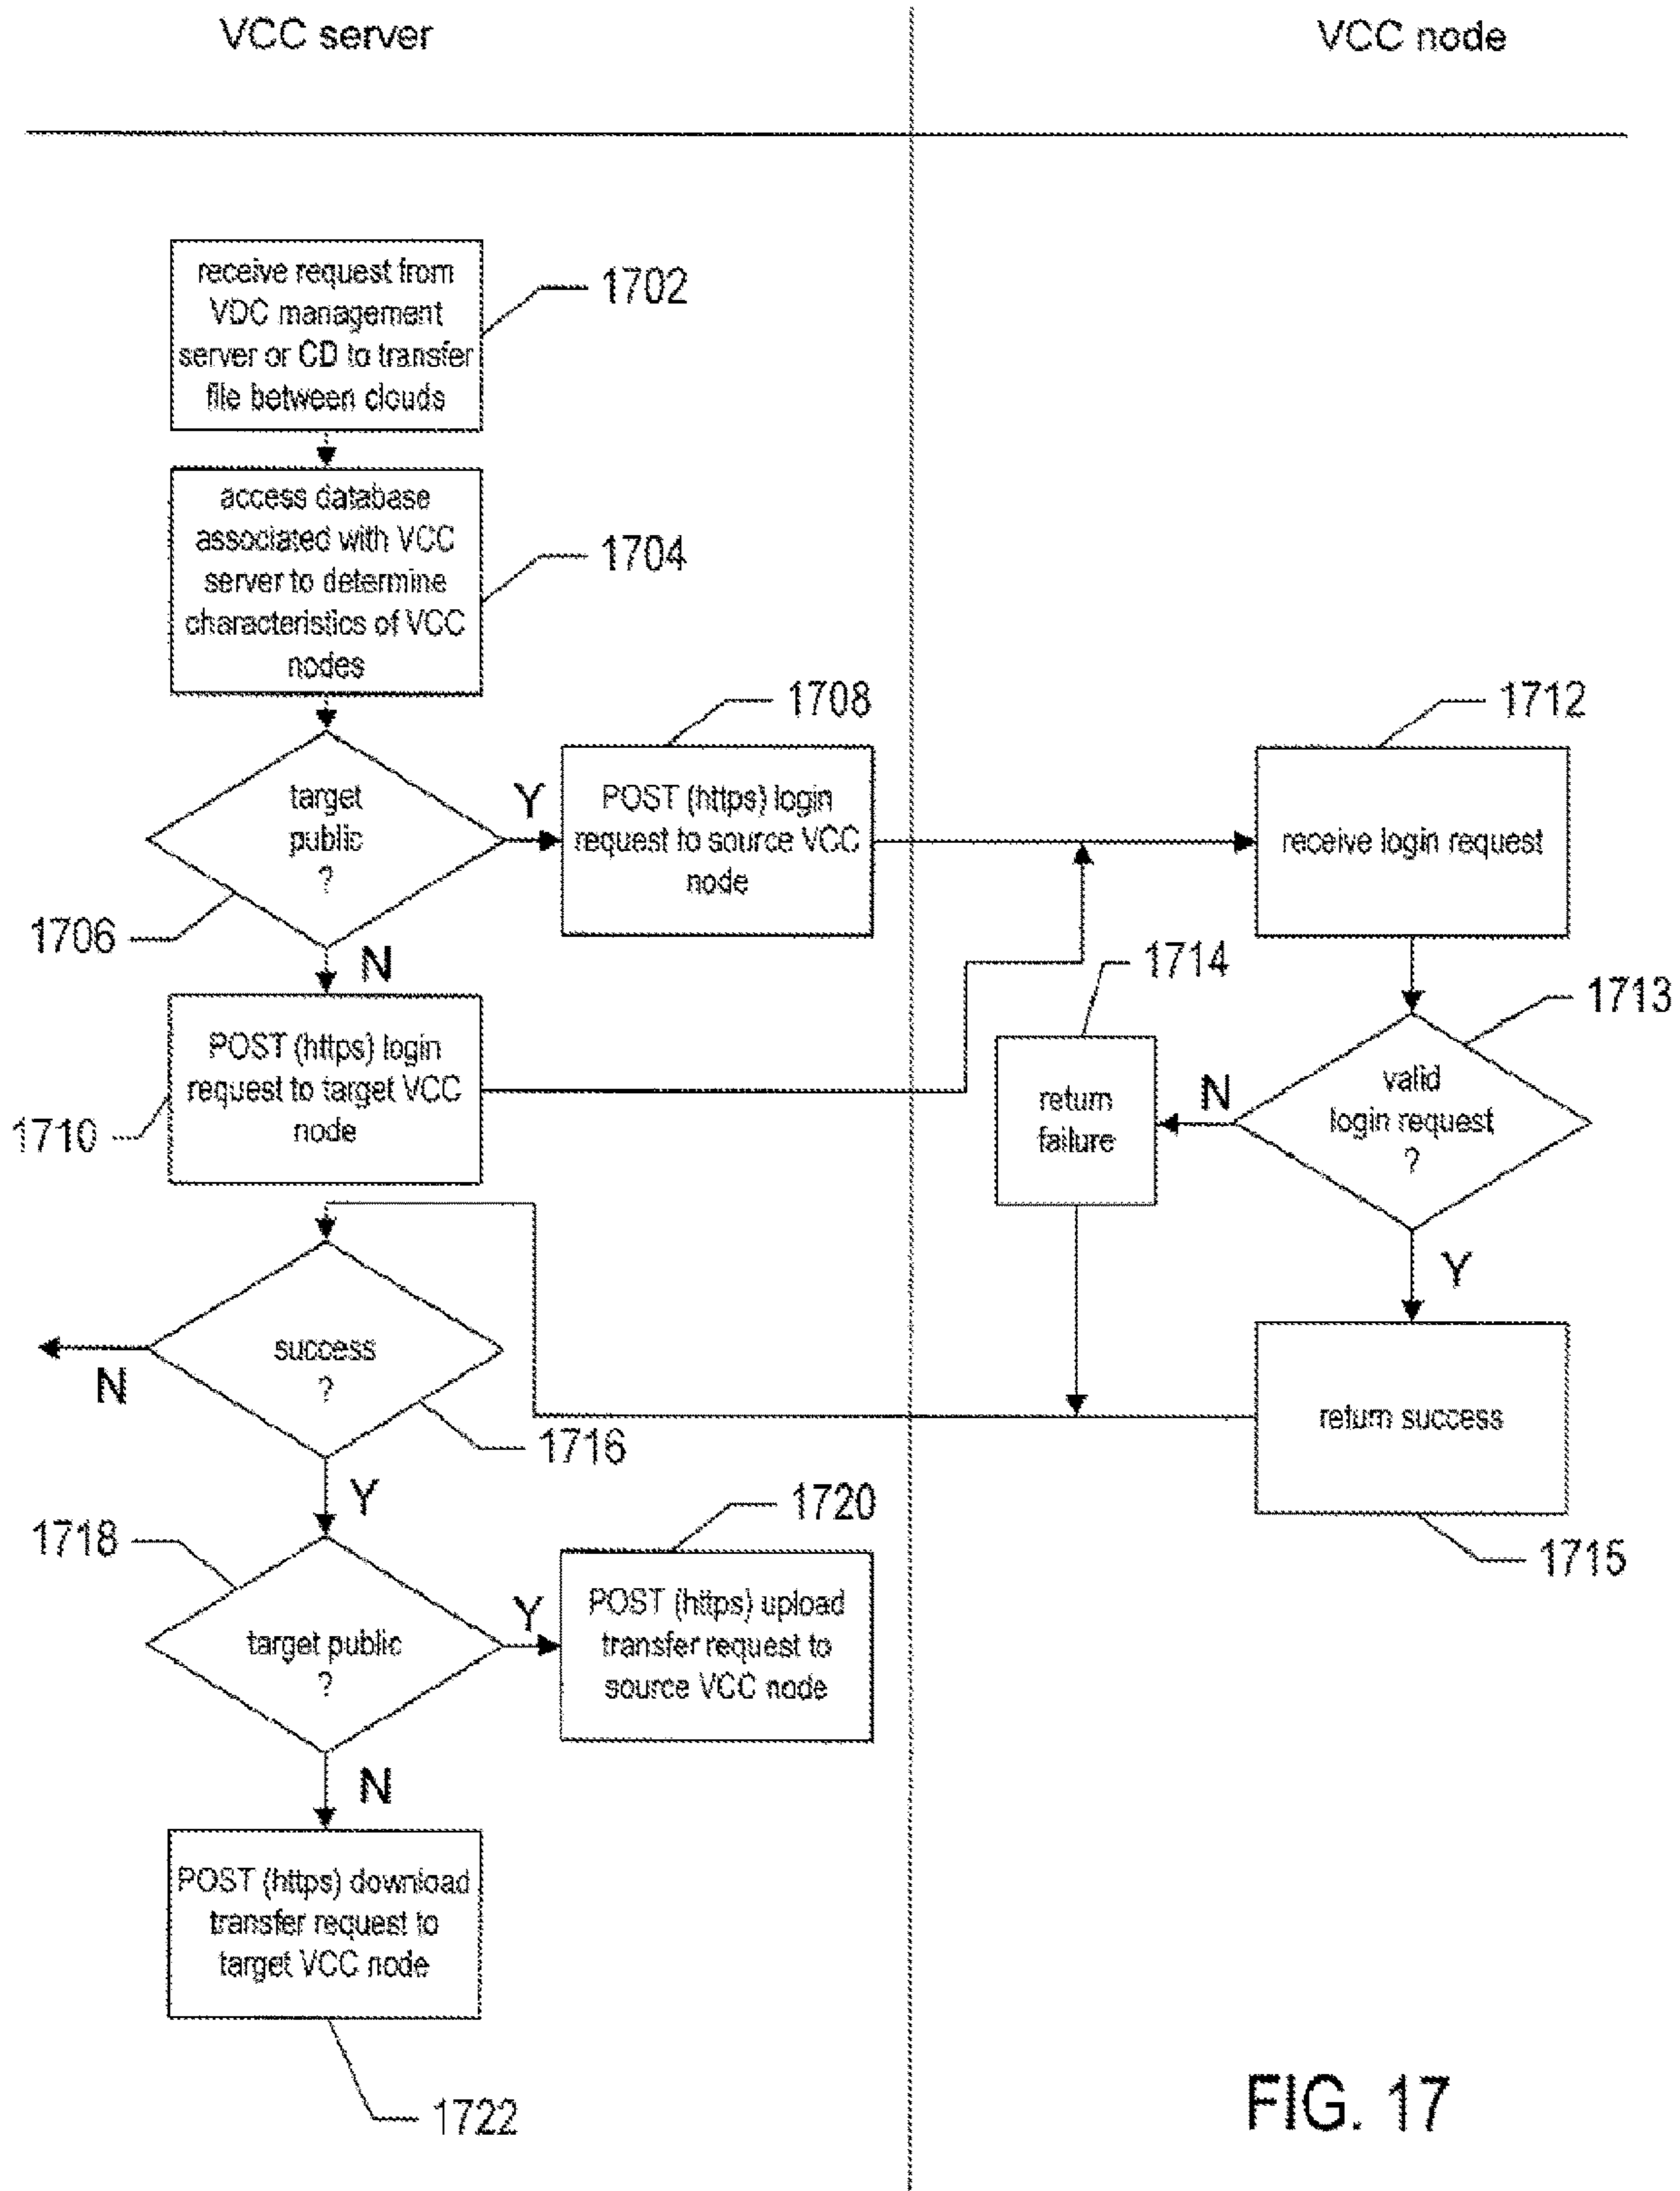 VCC server
VCC node
receive request from
VDC management
server or CD to transfer
file between clouds
1702
access database
associated with VCC
server to determine
characteristics of VCC
nodes
1704
target
public
?
1706
Y
N
1708
POST (https) login
request to source VCC
node
1712
receive login request
POST (https) login
request to target VCC
node
1710
1714
return
failure
N
1713
valid
login request
?
Y
success
?
N
1716
Y
return success
1715
1718
target public
?
Y
N
1720
POST (https) upload
transfer request to
source VCC node
POST (https) download
transfer request to
target VCC node
1722
FIG. 17